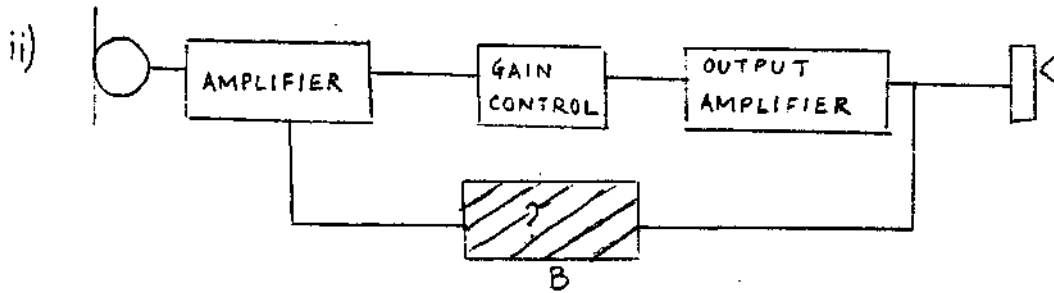 ii)
AMPLIFIER
GAIN
CONTROL
OUTPUT
AMPLIFIER
?
B